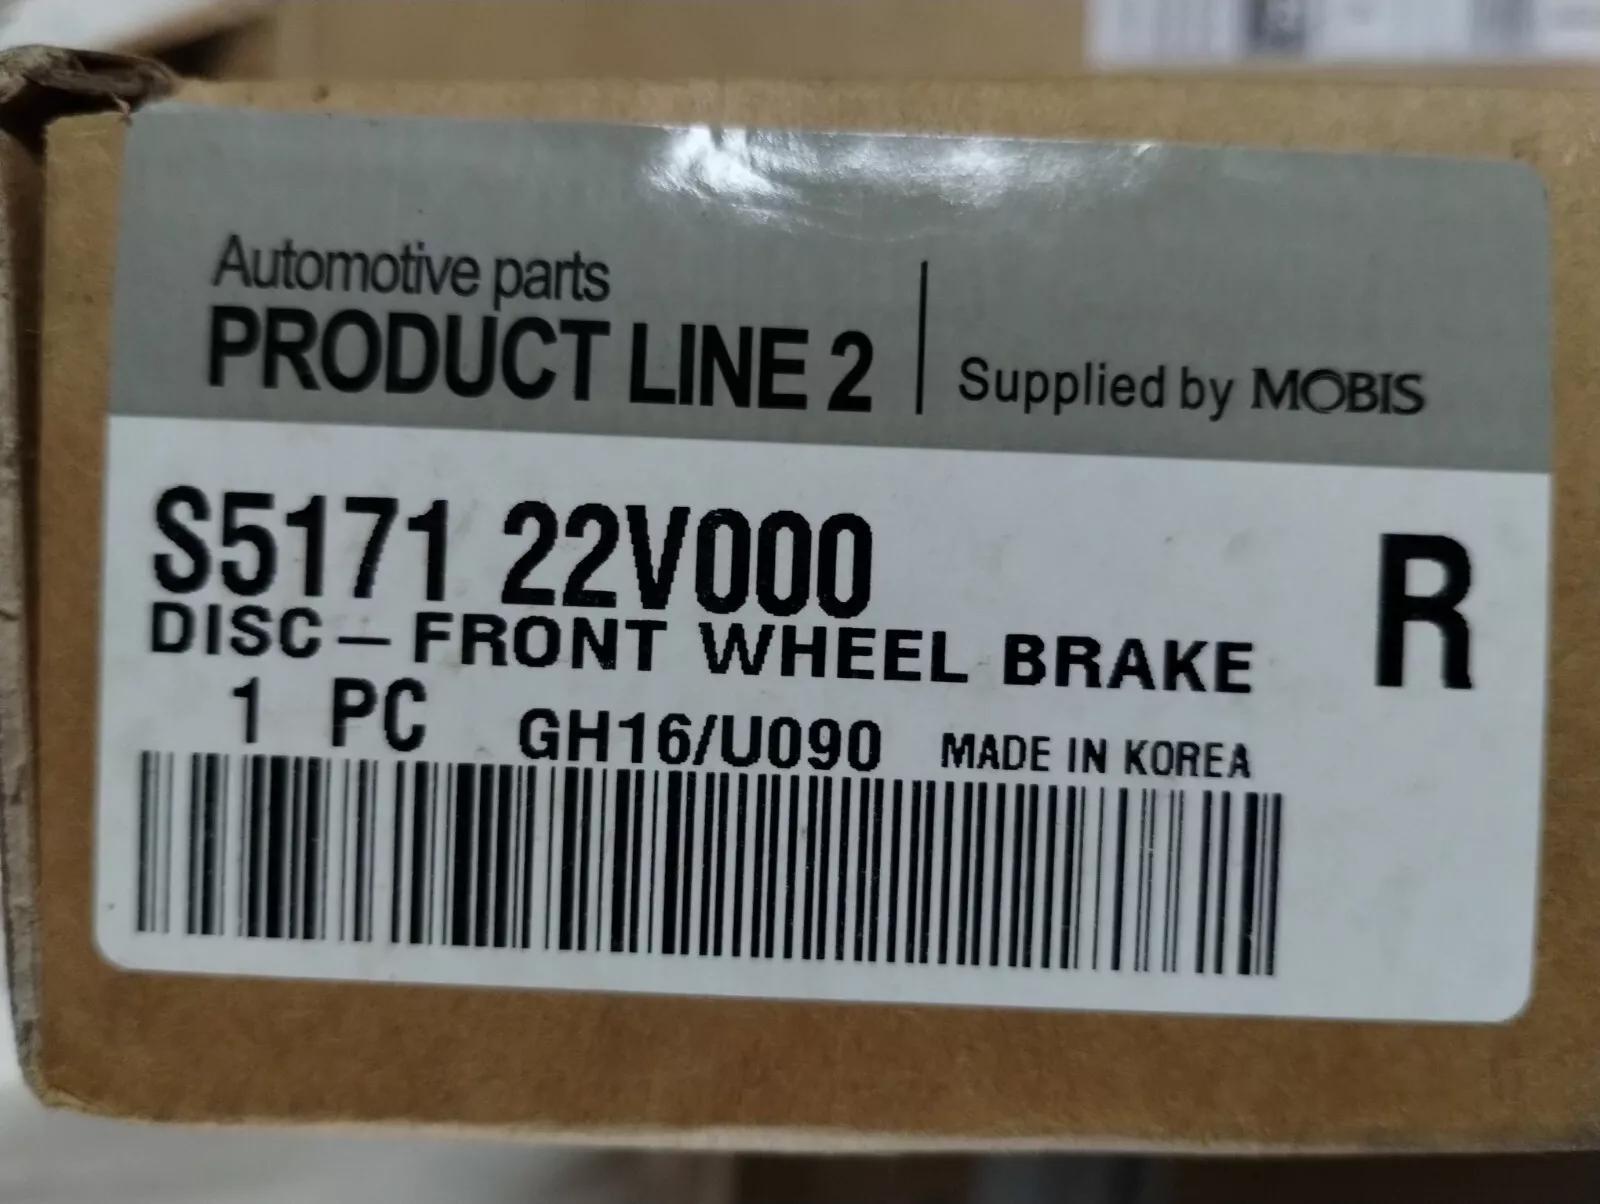 Automotive parts
PRODUCT LINE 2
Supplied by MOBIS
S5171 22V000
R
DISC-FRONT WHEEL BRAKE
1 PC GH16/U090 MADE IN KOREA